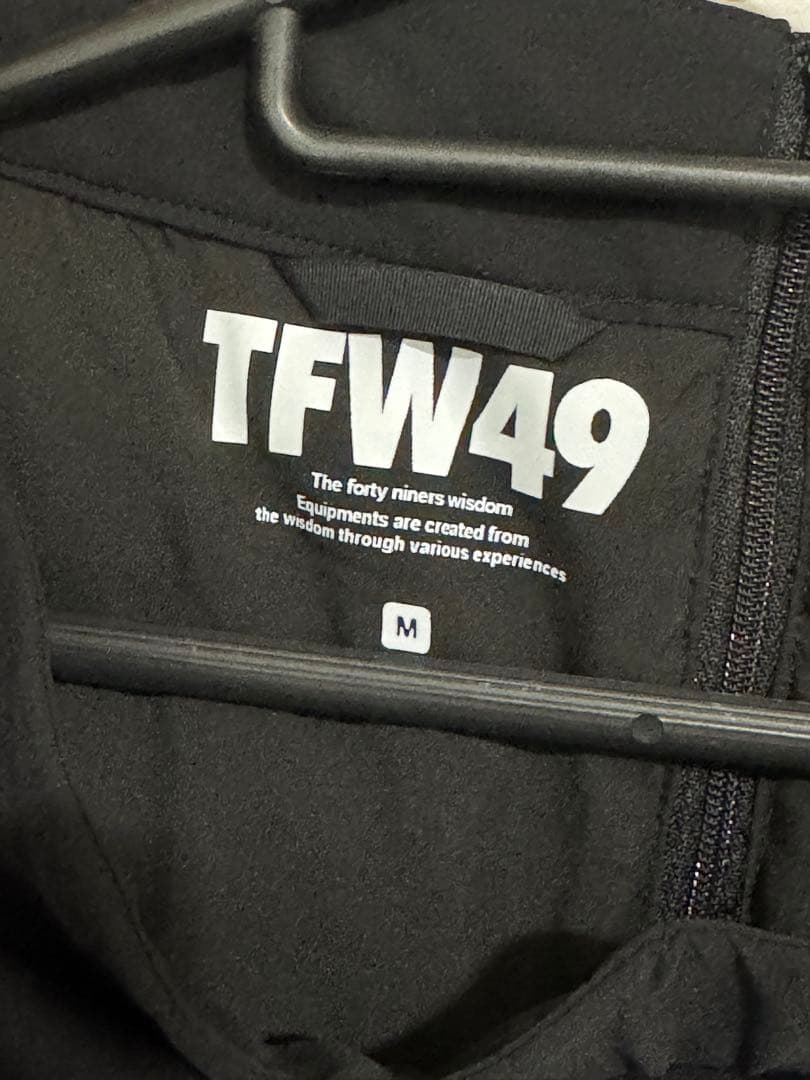 TFW49
The forty niners wisdom
Equipments are created from
the wisdom through various experiences
M